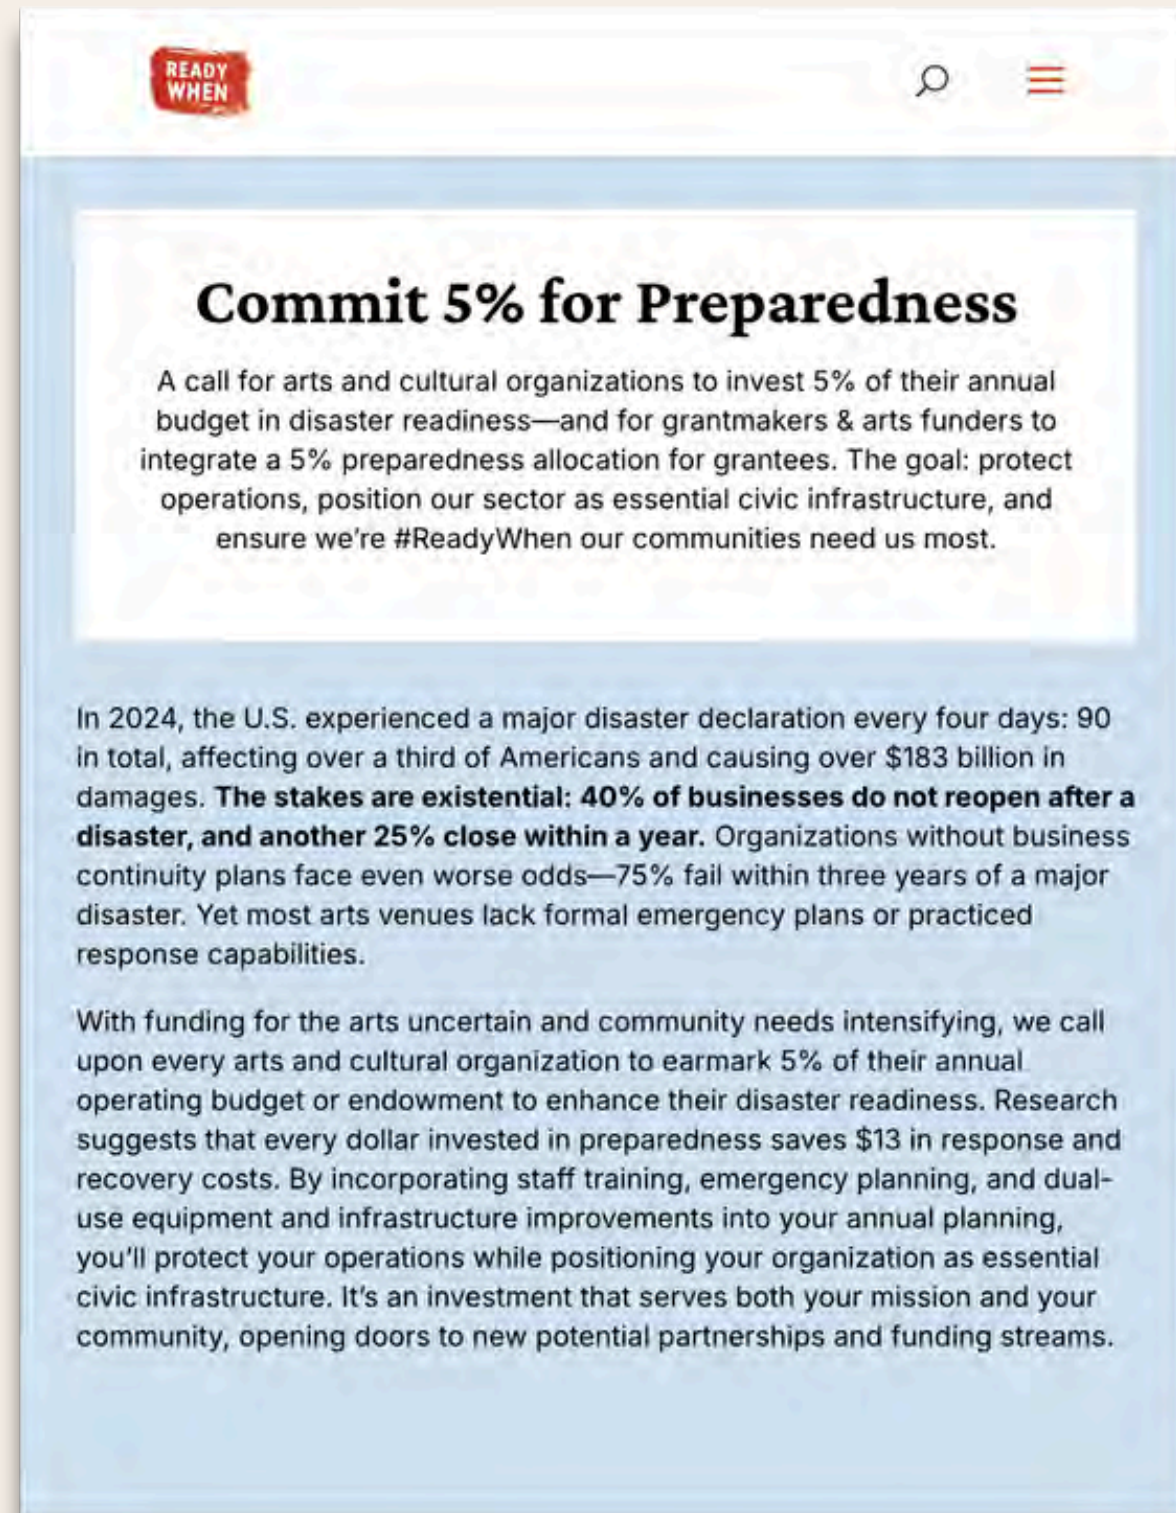 READY
WHEN
Commit 5% for Preparedness
A call for arts and cultural organizations to invest 5% of their annual
budget in disaster readiness—and for grantmakers & arts funders to
integrate a 5% preparedness allocation for grantees. The goal: protect
operations, position our sector as essential civic infrastructure, and
ensure we're #ReadyWhen our communities need us most.
In 2024, the U.S. experienced a major disaster declaration every four days: 90
in total, affecting over a third of Americans and causing over $183 billion in
damages. The stakes are existential: 40% of businesses do not reopen after a
disaster, and another 25% close within a year. Organizations without business
continuity plans face even worse odds—75% fail within three years of a major
disaster. Yet most arts venues lack formal emergency plans or practiced
response capabilities.
With funding for the arts uncertain and community needs intensifying, we call
upon every arts and cultural organization to earmark 5% of their annual
operating budget or endowment to enhance their disaster readiness. Research
suggests that every dollar invested in preparedness saves $13 in response and
recovery costs. By incorporating staff training, emergency planning, and dual-
use equipment and infrastructure improvements into your annual planning,
you'll protect your operations while positioning your organization as essential
civic infrastructure. It's an investment that serves both your mission and your
community, opening doors to new potential partnerships and funding streams.